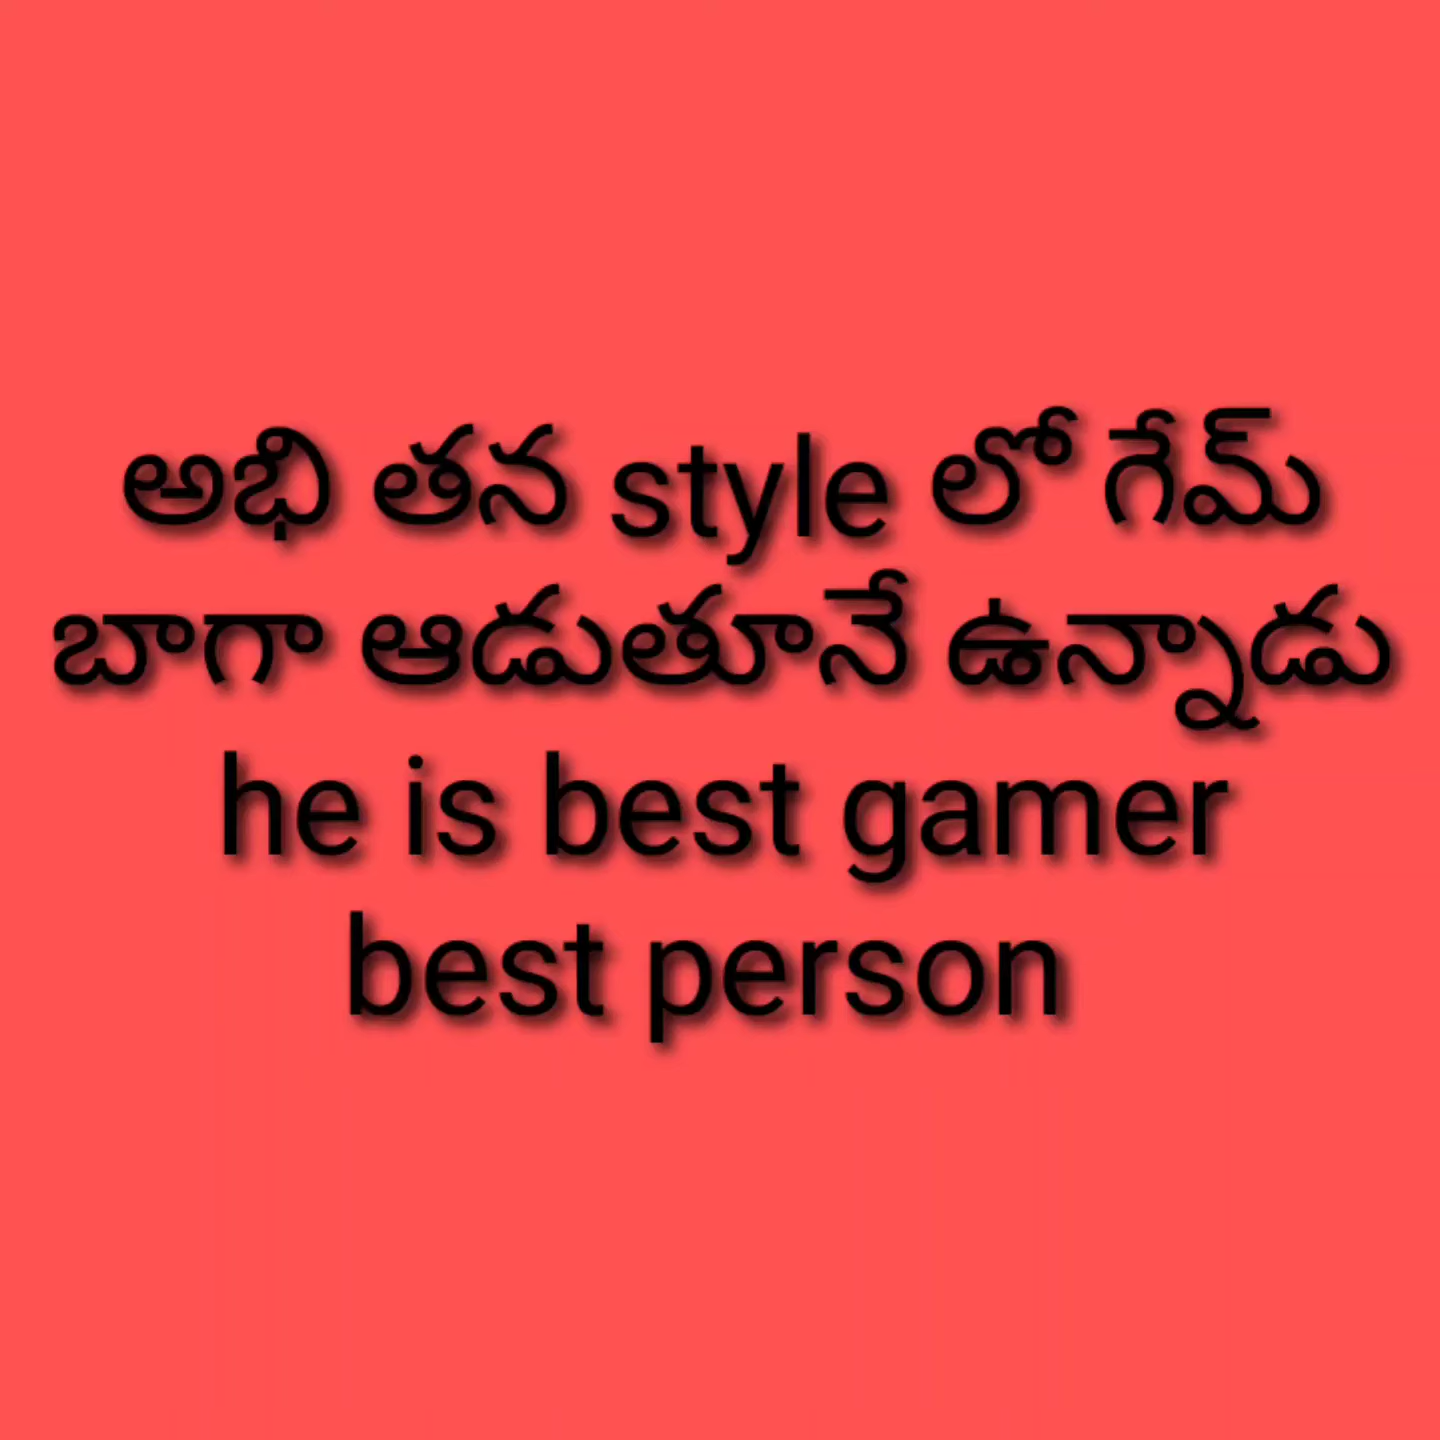 అభి తన style లో గేమ్
బాగా ఆడుతూనే ఉన్నాడు
he is best gamer
best person